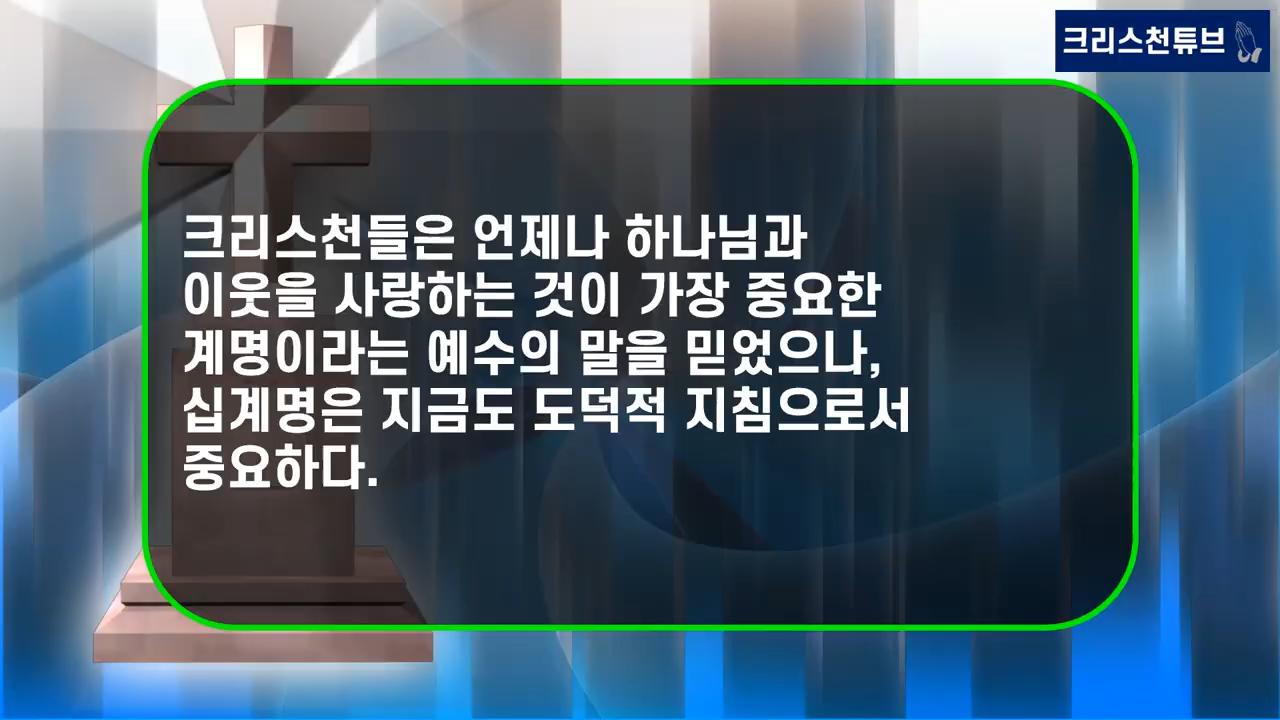 크리스천튜브
크리스천들은 언제나 하나님과
이웃을 사랑하는 것이 가장 중요한
계명이라는 예수의 말을 믿었으나,
십계명은 지금도 도덕적 지침으로서
중요하다.